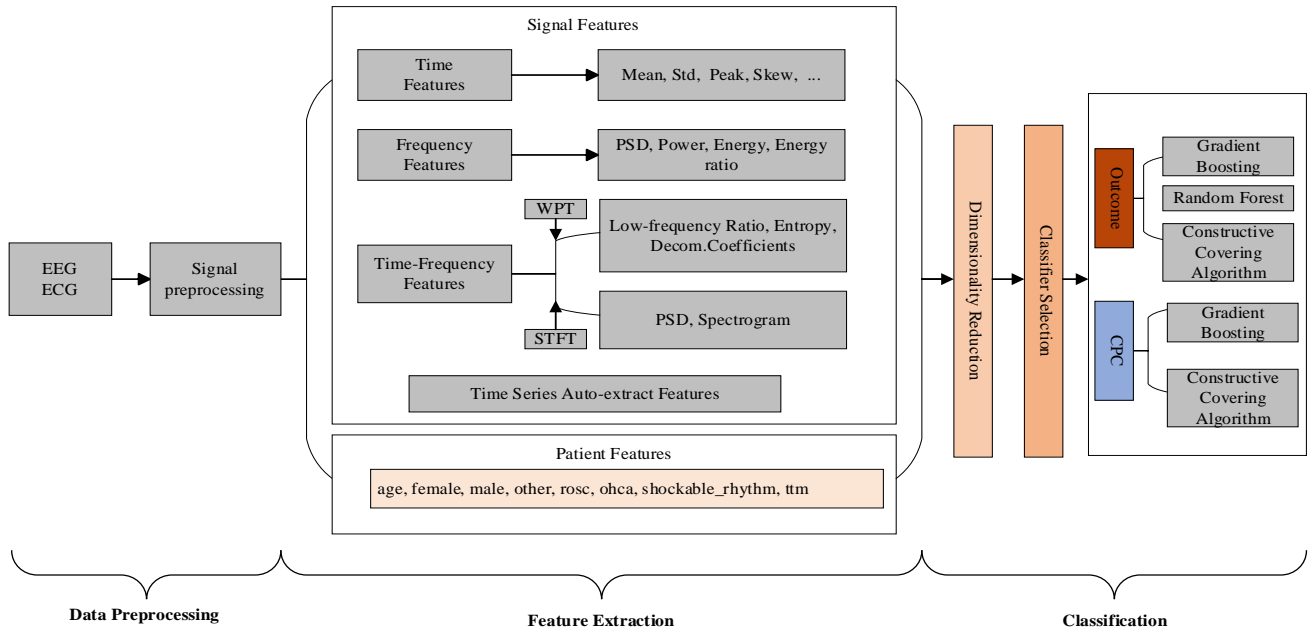 Signal Features
Time
Features
Mean, Std, Peak, Skew, ...
Frequency
Features
PSD, Power, Energy, Energy
ratio
WPT
Low-frequency Ratio, Entropy,
Decom.Coefficients
Time-Frequency
Features
PSD, Spectrogram
STFT
Time Series Auto-extract Features
EEG
ECG
Signal
preprocessing
Patient Features
age, female, male, other, rosc, ohca, shockable_rhythm, ttm
Dimensionality Reduction
Classifier Selection
Outcome
Gradient
Boosting
Random Forest
Constructive
Covering
Algorithm
CPC
Gradient
Boosting
Constructive
Covering
Algorithm
Data Preprocessing
Feature Extraction
Classification